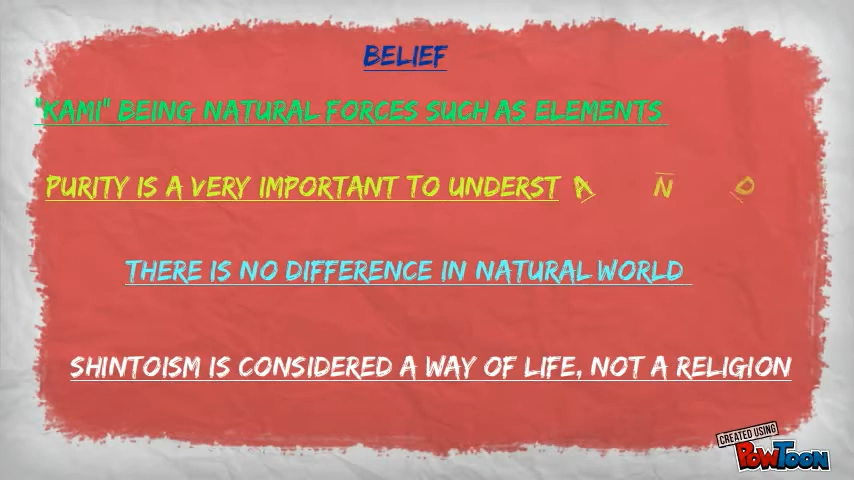 BELIEF
"KAMI" BEING NATURAL FORCES SUCH AS ELEMENTS
PURITY IS A VERY IMPORTANT TO UNDERST A N D
THERE IS NO DIFFERENCE IN NATURAL WORLD
SHINTOISM IS CONSIDERED A WAY OF LIFE, NOT A RELIGION
CREATED USING
POWTOON